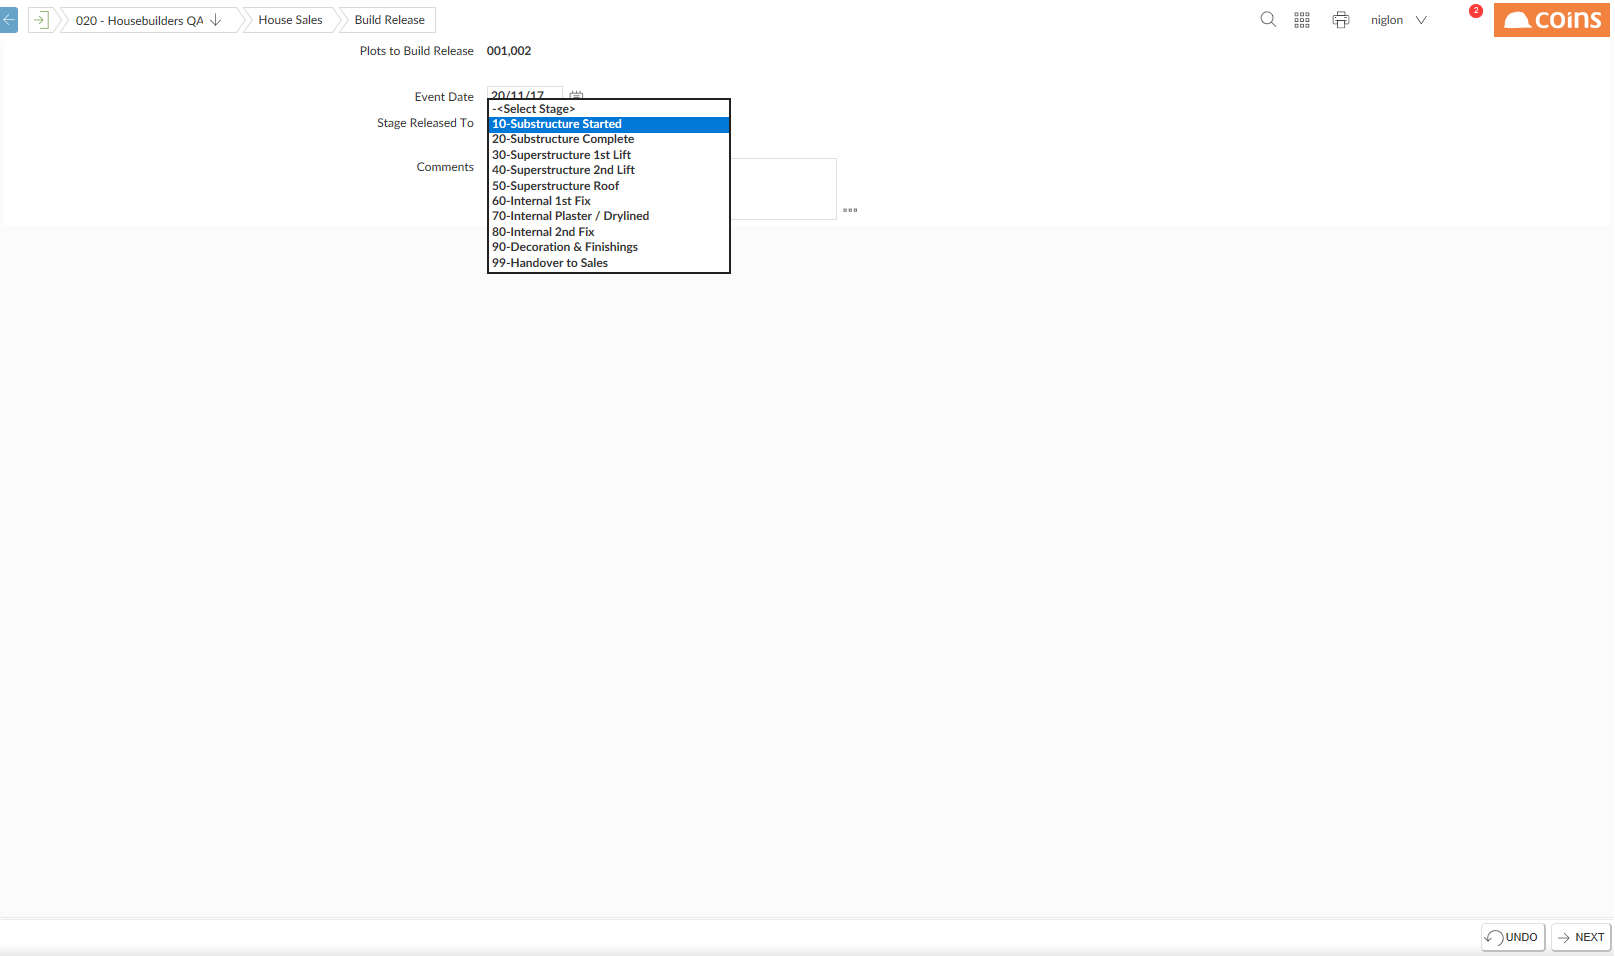 020 - Housebuilders QA House Sales Build Release niglon 2 coins
Plots to Build Release 001,002
Event Date 20/11/17
Stage Released To
Comments
-<Select Stage>
10-Substructure Started
20-Substructure Complete
30-Superstructure 1st Lift
40-Superstructure 2nd Lift
50-Superstructure Roof
60-Internal 1st Fix
70-Internal Plaster / Drylined
80-Internal 2nd Fix
90-Decoration & Finishings
99-Handover to Sales
UNDO NEXT